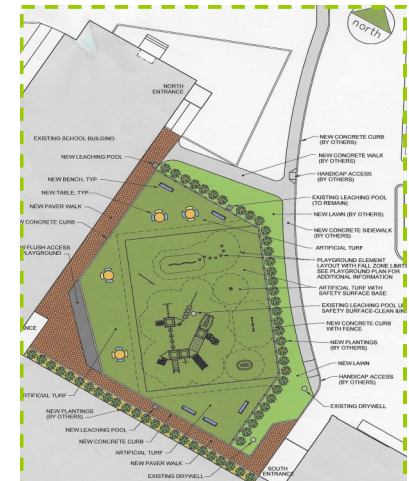 north
NORTH
ENTRANCE
EXISTING SCHOOL BUILDING
NEW LEACHING POOL
NEW BENCH, TYP.
NEW TABLE, TYP.
NEW PAVER WALK
CONCRETE CURB
FLUSH ACCESS
PLAYGROUND
ARTIFICIAL TURF
NEW PLANTINGS
(BY OTHERS)
NEW LEACHING POOL
NEW CONCRETE CURB
ARTIFICIAL TURF
NEW PAVER WALK
EXISTING DRYWELL
NEW CONCRETE CURB
(BY OTHERS)
NEW CONCRETE WALK
(BY OTHERS)
HANDICAP ACCESS
(BY OTHERS)
EXISTING LEACHING POOL
(TO REMAIN)
NEW LAWN (BY OTHERS)
NEW CONCRETE SIDEWALK
(BY OTHERS)
ARTIFICIAL TURF
PLAYGROUND ELEMENT
LAYOUT WITH FALL ZONE LIMITS
SEE PLAYGROUND PLAN FOR
ADDITIONAL INFORMATION
ARTIFICIAL TURF WITH
SAFETY SURFACE BASE
EXISTING LEACHING POOL
SAFETY SURFACE-CLEAN
NEW CONCRETE CURB
WITH FENCE
NEW PLANTINGS
(BY OTHERS)
NEW LAWN
HANDICAP ACCESS
(BY OTHERS)
EXISTING DRYWELL
SOUTH
ENTRANCE